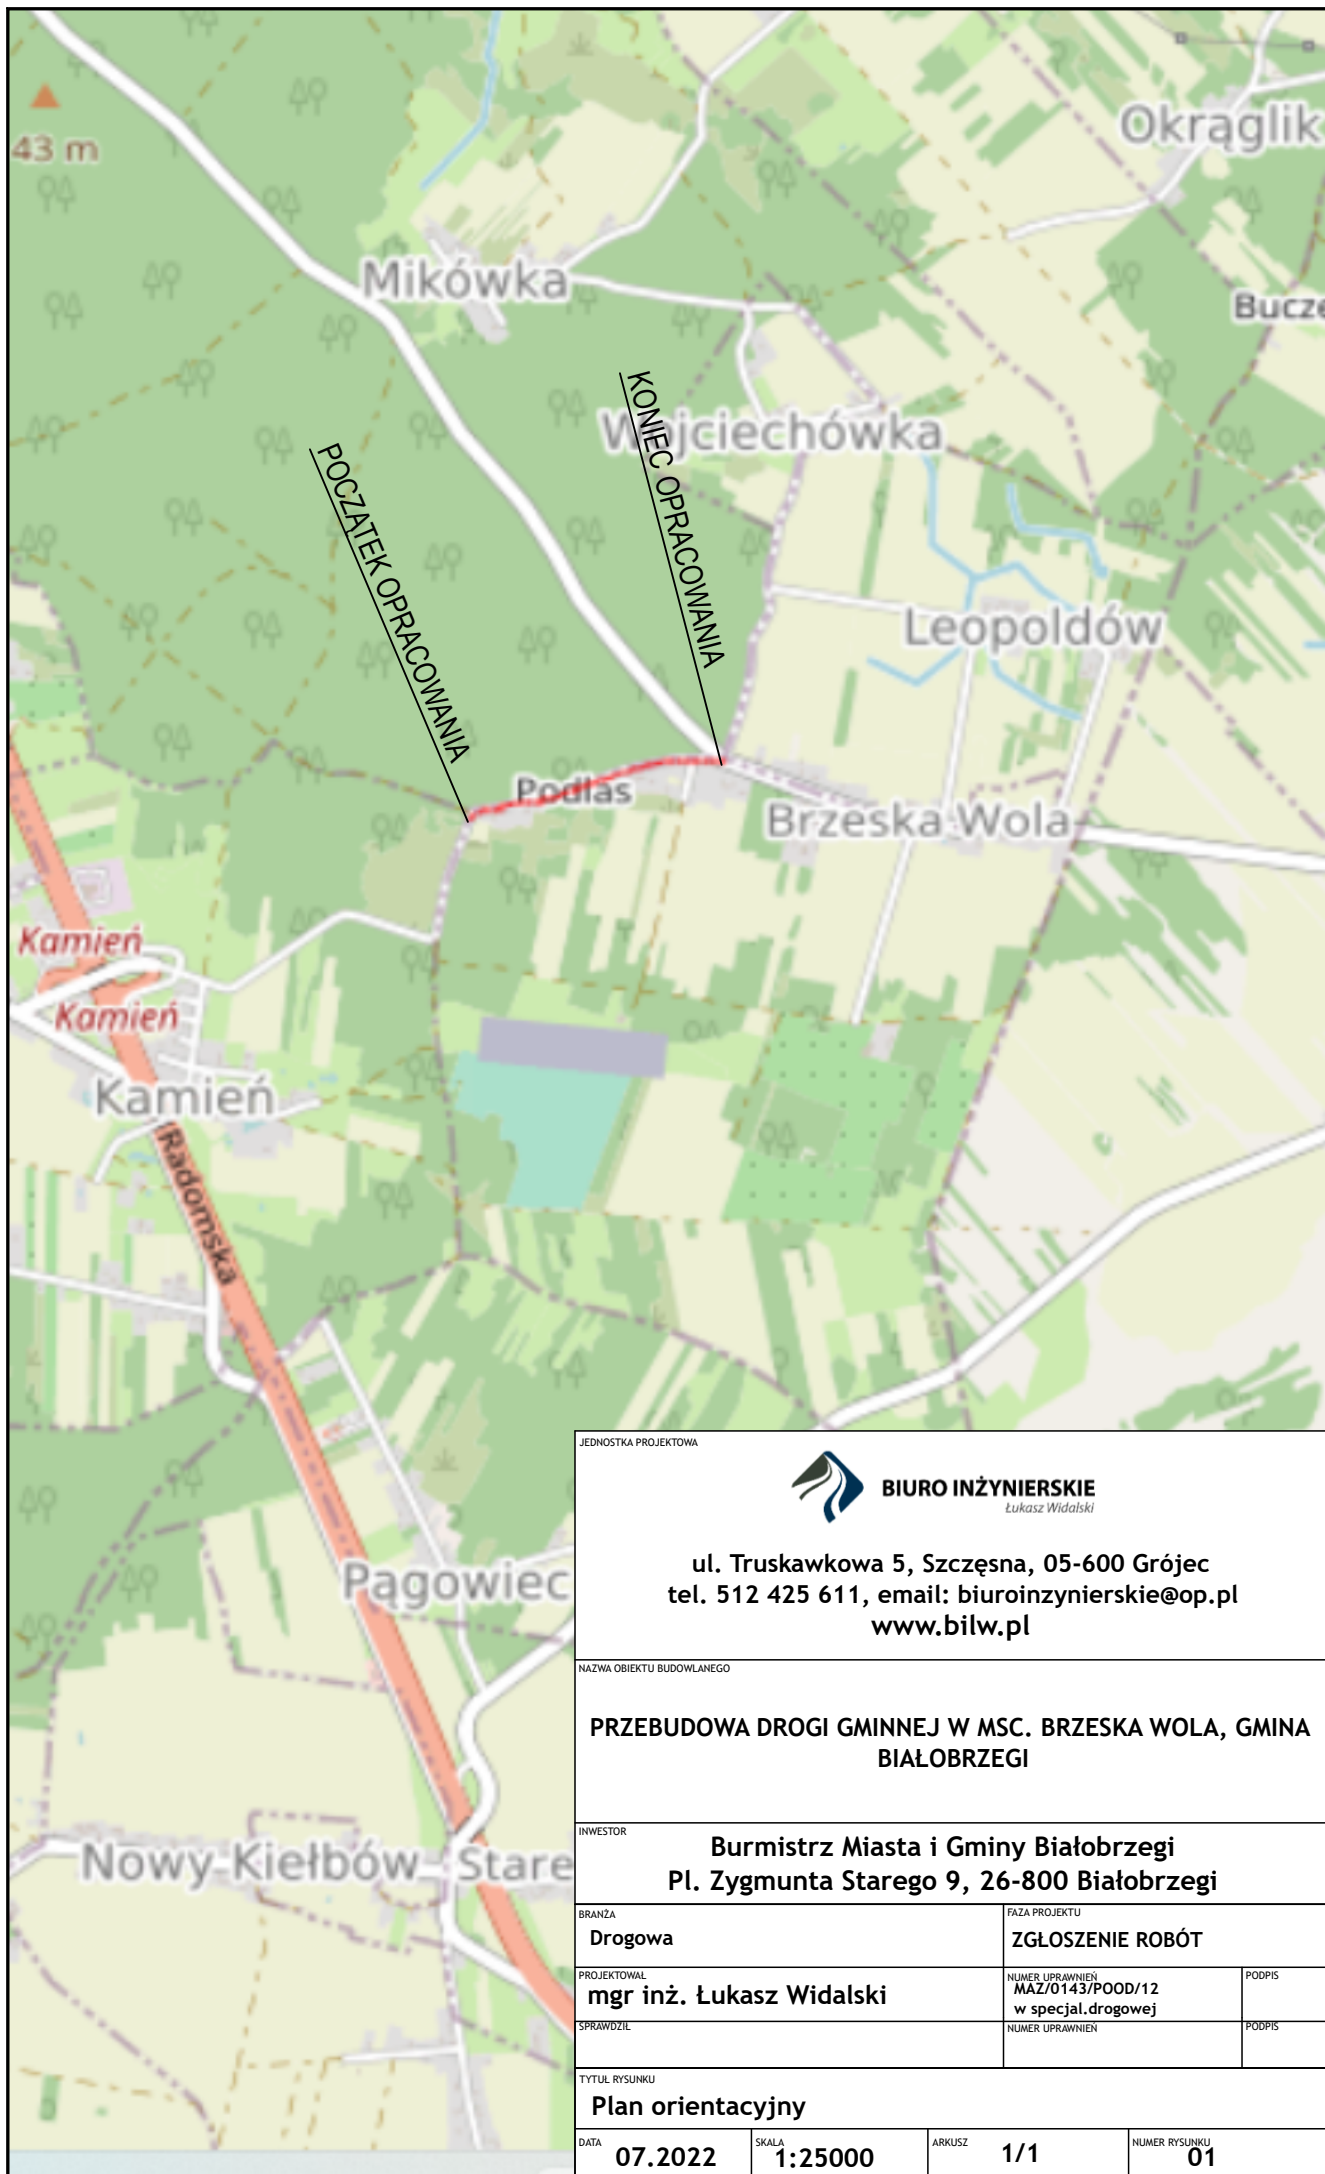 43 m
Okrąglik
Mikówka
Bucze
KONIEC OPRACOWANIA
Wojciechówka
POCZĄTEK OPRACOWANIA
Leopoldów
Podlas
Brzeska Wola
Kamień
Kamień
Kamień
Radomska
Pągowiec
Nowy Kiełbów
Stare
JEDNOSTKA PROJEKTOWA
BIURO INŻYNIERSKIE
Łukasz Widalski
ul. Truskawkowa 5, Szczęsna, 05-600 Grójec
tel. 512 425 611, email: biuroinzynierskie@op.pl
www.bilw.pl
NAZWA OBIEKTU BUDOWLANEGO
PRZEBUDOWA DROGI GMINNEJ W MSC. BRZESKA WOLA, GMINA
BIAŁOBRZEGI
INWESTOR
Burmistrz Miasta i Gminy Białobrzegi
Pl. Zygmunta Starego 9, 26-800 Białobrzegi
BRANŻA
Drogowa
FAZA PROJEKTU
ZGŁOSZENIE ROBÓT
PROJEKTOWAŁ
mgr inż. Łukasz Widalski
NUMER UPRAWNIEŃ
MAZ/0143/POOD/12
w specjal.drogowej
PODPIS
SPRAWDZIŁ
NUMER UPRAWNIEŃ
PODPIS
TYTUŁ RYSUNKU
Plan orientacyjny
DATA
07.2022
SKALA
1:25000
ARKUSZ
1/1
NUMER RYSUNKU
01